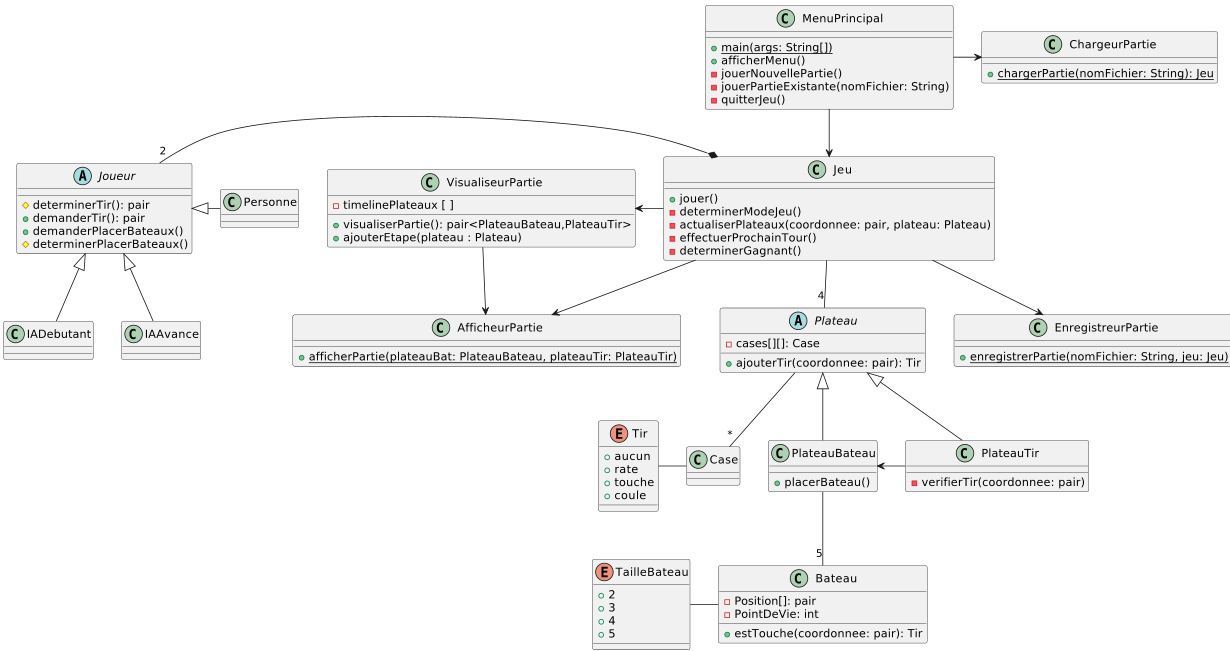 C MenuPrincipal
main(args: String[])
afficherMenu()
jouerNouvellePartie()
jouerPartieExistante(nomFichier: String)
quitterJeu()
C ChargeurPartie
chargerPartie(nomFichier: String): Jeu
2
A Joueur
determinerTir(): pair
demanderTir(): pair
demanderPlacerBateaux()
determinerPlacerBateaux()
C Personne
C VisualiseurPartie
timelinePlateaux [ ]
visualiserPartie(): pair<PlateauBateau,PlateauTir>
ajouterEtape(plateau : Plateau)
C Jeu
jouer()
determinerModeJeu()
actualiserPlateaux(coordonnee: pair, plateau: Plateau)
effectuerProchainTour()
determinerGagnant()
4
C IADebutant
C IAAvance
C AfficheurPartie
afficherPartie(plateauBat: PlateauBateau, plateauTir: PlateauTir)
A Plateau
cases[][]: Case
ajouterTir(coordonnee: pair): Tir
C EnregistreurPartie
enregistrerPartie(nomFichier: String, jeu: Jeu)
*
E Tir
aucun
rate
touche
coule
C Case
C PlateauBateau
placerBateau()
C PlateauTir
verifierTir(coordonnee: pair)
5
E TailleBateau
2
3
4
5
C Bateau
Position[]: pair
PointDeVie: int
estTouche(coordonnee: pair): Tir